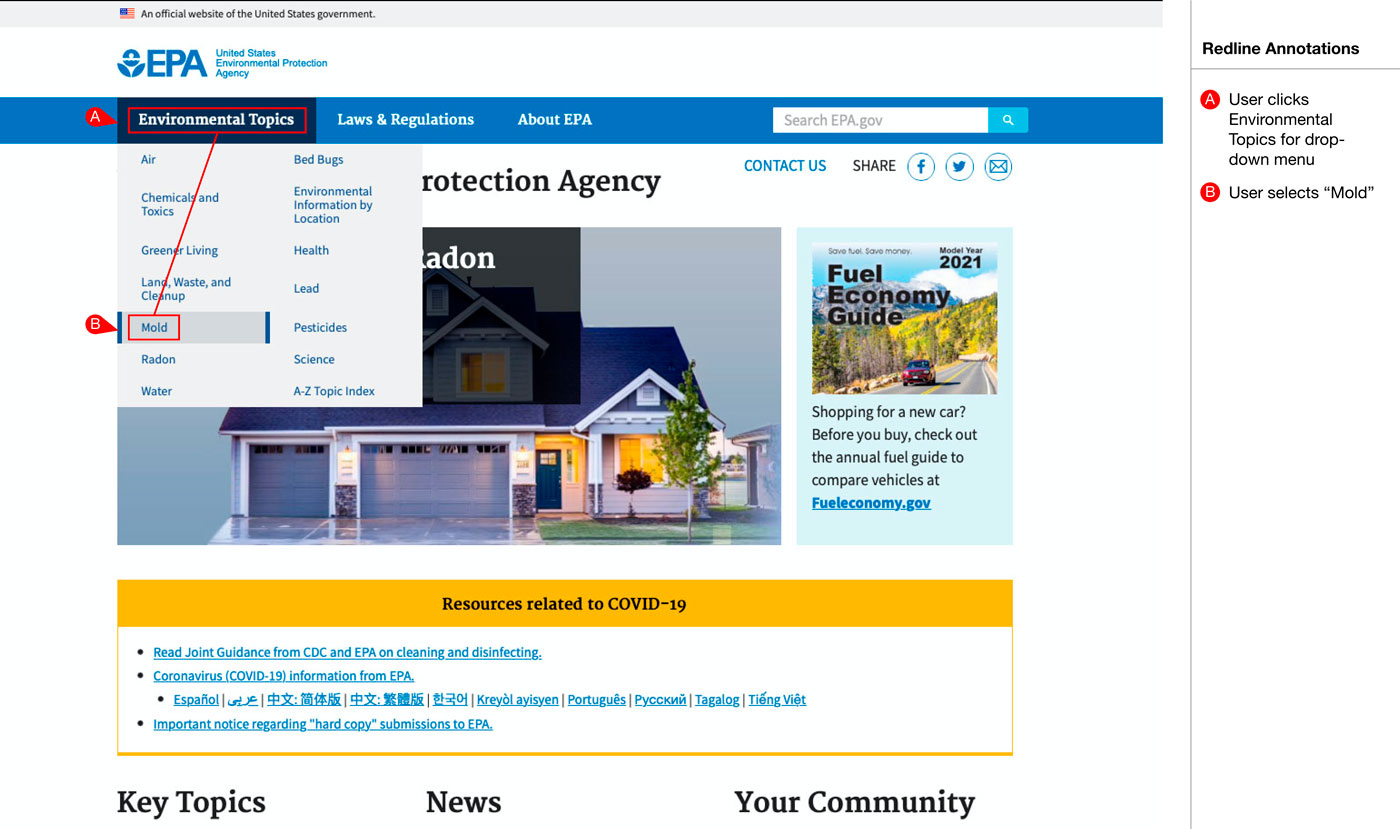 An official website of the United States government.
EPA
United States
Environmental Protection
Agency
A
Environmental Topics
Laws & Regulations
About EPA
Search EPA.gov
Air
Bed Bugs
Chemicals and
Toxics
Environmental
Information by
Location
Greener Living
Health
Land, Waste, and
Cleanup
Lead
B
Mold
Pesticides
Radon
Science
Water
A-Z Topic Index
rotection Agency
CONTACT US
SHARE
adon
Save fuel. Save money.
Model Year
2021
Fuel
Economy
Guide
Shopping for a new car?
Before you buy, check out
the annual fuel guide to
compare vehicles at
Fueleconomy.gov
Resources related to COVID-19
Read Joint Guidance from CDC and EPA on cleaning and disinfecting.
Coronavirus (COVID-19) information from EPA.
Español | عربى | 中文: 简体版 | 中文: 繁體版 | 한국어 | Kreyòl ayisyen | Português | Русский | Tagalog | Tiếng Việt
Important notice regarding "hard copy" submissions to EPA.
Key Topics
News
Your Community
Redline Annotations
A User clicks
Environmental
Topics for drop-
down menu
B User selects “Mold”